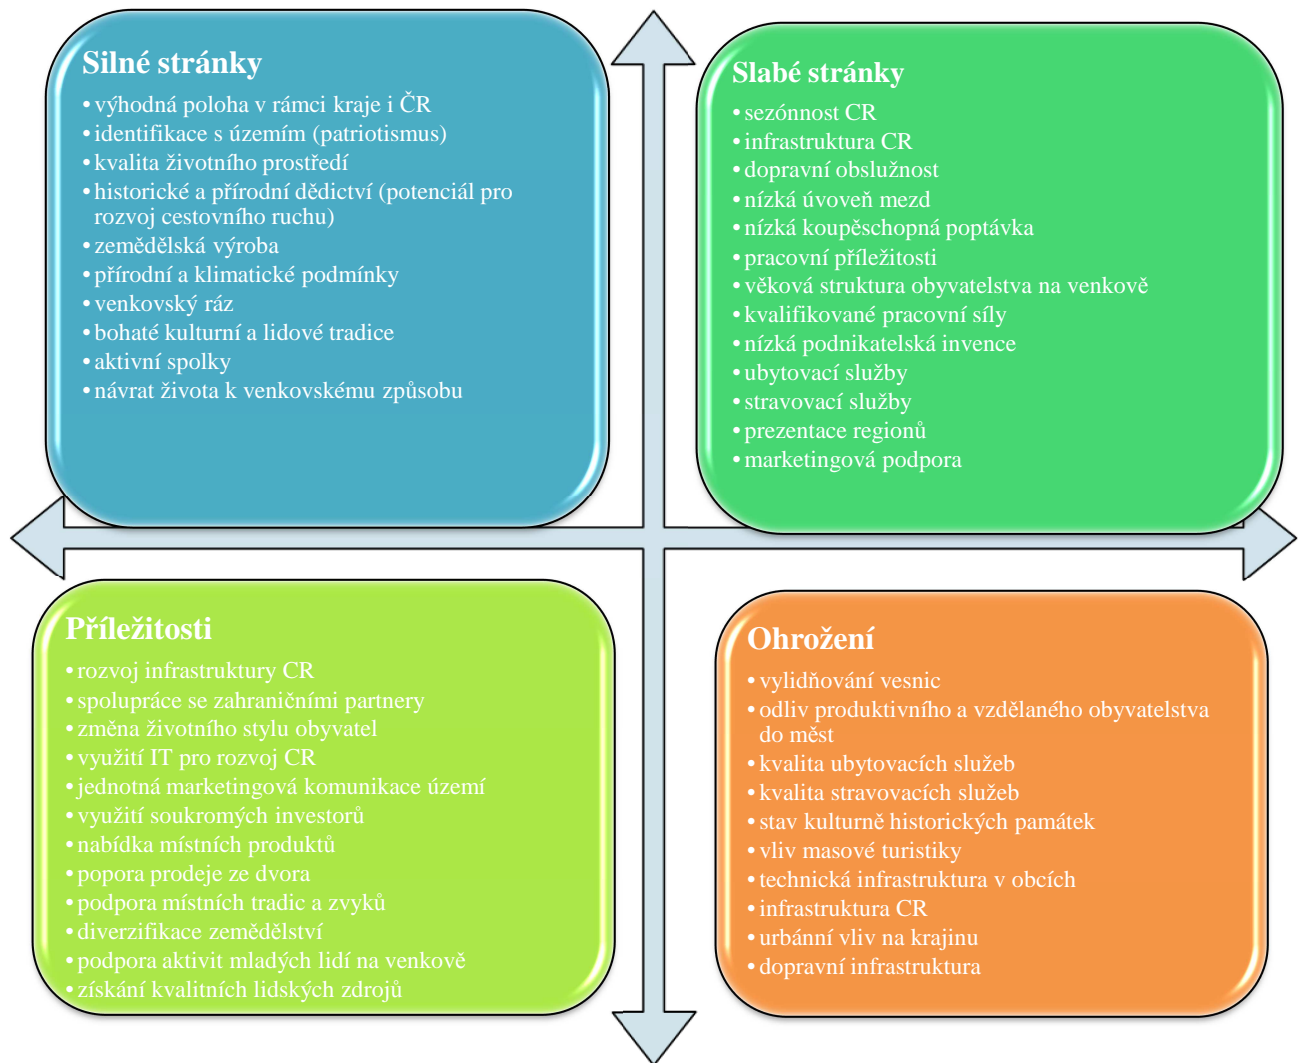 Silné stránky
• výhodná poloha v rámci kraje i ČR
• identifikace s územím (patriotismus)
• kvalita životního prostředí
• historické a přírodní dědictví (potenciál pro
rozvoj cestovního ruchu)
• zemědělská výroba
• přírodní a klimatické podmínky
• venkovský ráz
• bohaté kulturní a lidové tradice
• aktivní spolky
• návrat života k venkovskému způsobu
Slabé stránky
• sezónnost CR
• infrastruktura CR
• dopravní obslužnost
• nízká úvoveň mezd
• nízká koupěschopná poptávka
• pracovní příležitosti
• věková struktura obyvatelstva na venkově
• kvalifikované pracovní síly
• nízká podnikatelská invence
• ubytovací služby
• stravovací služby
• prezentace regionů
• marketingová podpora
Příležitosti
• rozvoj infrastruktury CR
• spolupráce se zahraničními partnery
• změna životního stylu obyvatel
• využití IT pro rozvoj CR
• jednotná marketingová komunikace území
• využití soukromých investorů
• nabídka místních produktů
• popora prodeje ze dvora
• podpora místních tradic a zvyků
• diverzifikace zemědělství
• podpora aktivit mladých lidí na venkově
• získání kvalitních lidských zdrojů
Ohrožení
• vylidňování vesnic
• odliv produktivního a vzdělaného obyvatelstva
do měst
• kvalita ubytovacích služeb
• kvalita stravovacích služeb
• stav kulturně historických památek
• vliv masové turistiky
• technická infrastruktura v obcích
• infrastruktura CR
• urbánní vliv na krajinu
• dopravní infrastruktura